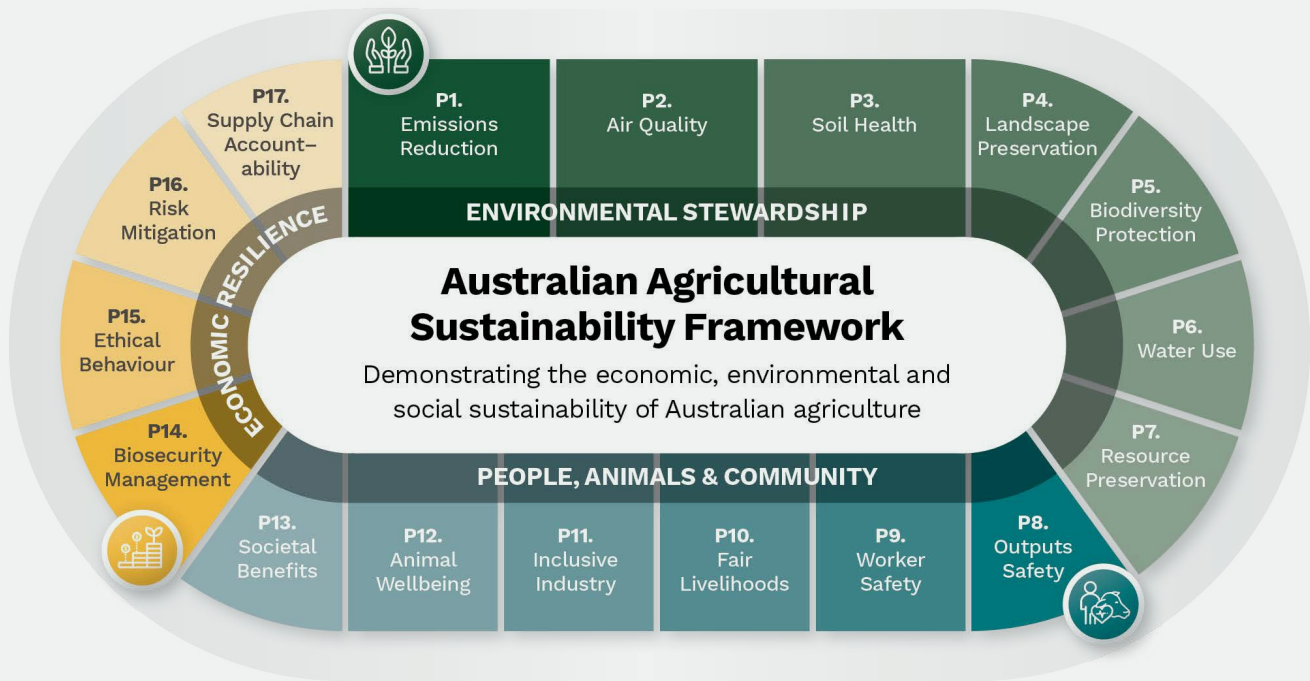 Australian Agricultural
Sustainability Framework
Demonstrating the economic, environmental and
social sustainability of Australian agriculture
ENVIRONMENTAL STEWARDSHIP
P1.
Emissions
Reduction
P2.
Air Quality
P3.
Soil Health
P4.
Landscape
Preservation
P5.
Biodiversity
Protection
P6.
Water Use
P7.
Resource
Preservation
PEOPLE, ANIMALS & COMMUNITY
P8.
Outputs
Safety
P9.
Worker
Safety
P10.
Fair
Livelihoods
P11.
Inclusive
Industry
P12.
Animal
Wellbeing
P13.
Societal
Benefits
ECONOMIC RESILIENCE
P14.
Biosecurity
Management
P15.
Ethical
Behaviour
P16.
Risk
Mitigation
P17.
Supply Chain
Account–
ability